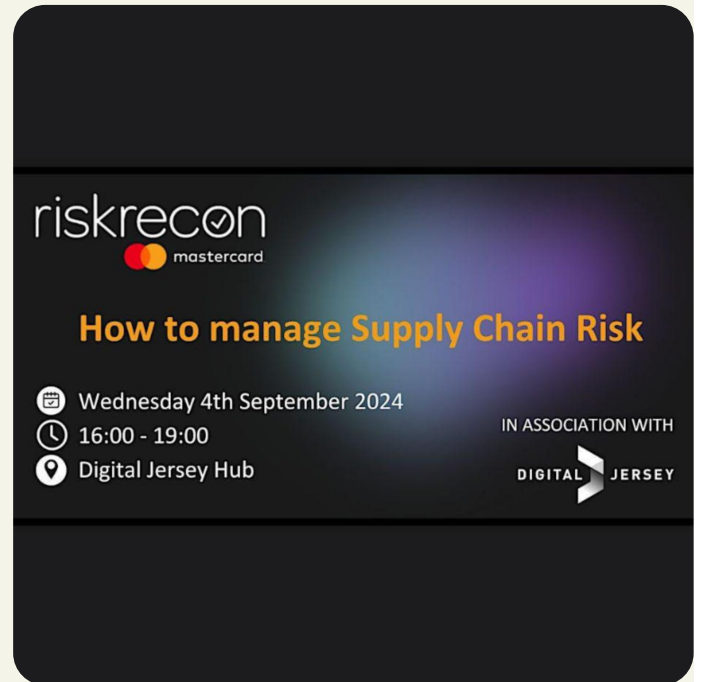 riskrecon
mastercard
How to manage Supply Chain Risk
Wednesday 4th September 2024
16:00 - 19:00
Digital Jersey Hub
IN ASSOCIATION WITH
DIGITAL JERSEY